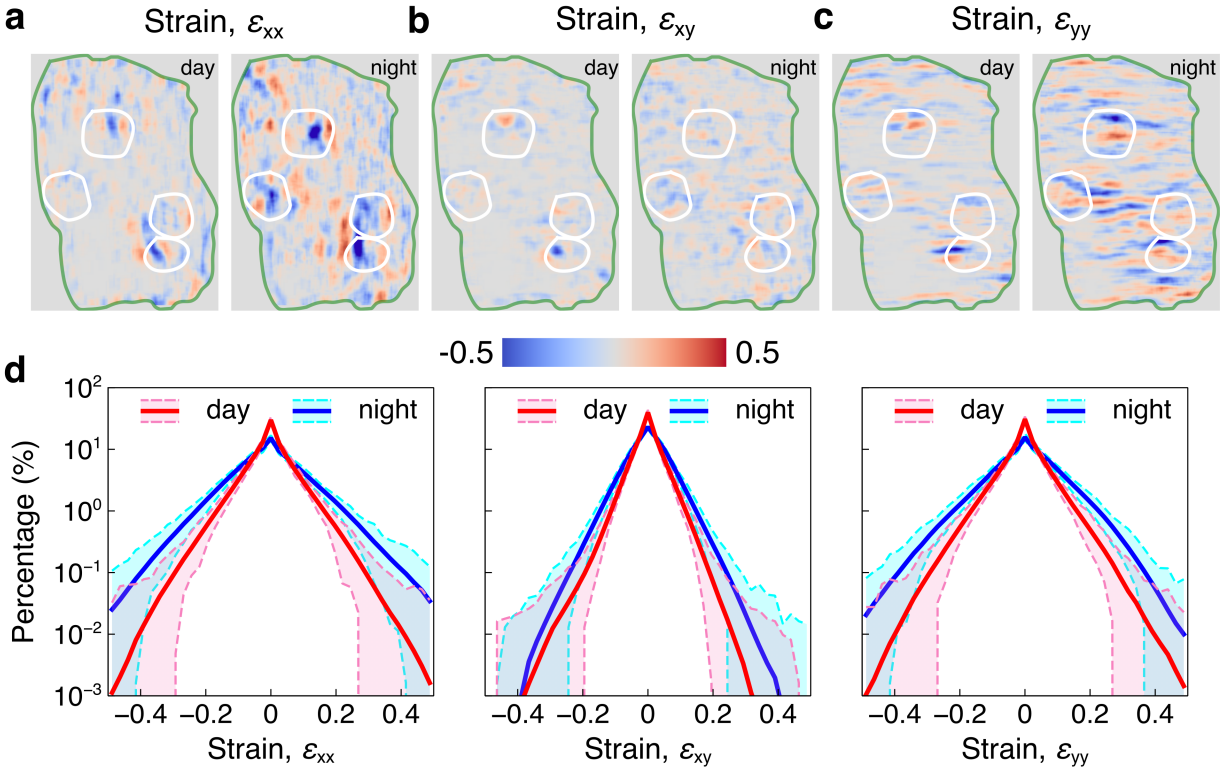 a Strain, εxx b Strain, εxy c Strain, εyy
day night day night day night
-0.5 0.5
d
day night day night day night
Percentage (%)
10² 10¹ 10⁰ 10⁻¹ 10⁻² 10⁻³
−0.4 −0.2 0 0.2 0.4 −0.4 −0.2 0 0.2 0.4 −0.4 −0.2 0 0.2 0.4
Strain, εxx Strain, εxy Strain, εyy